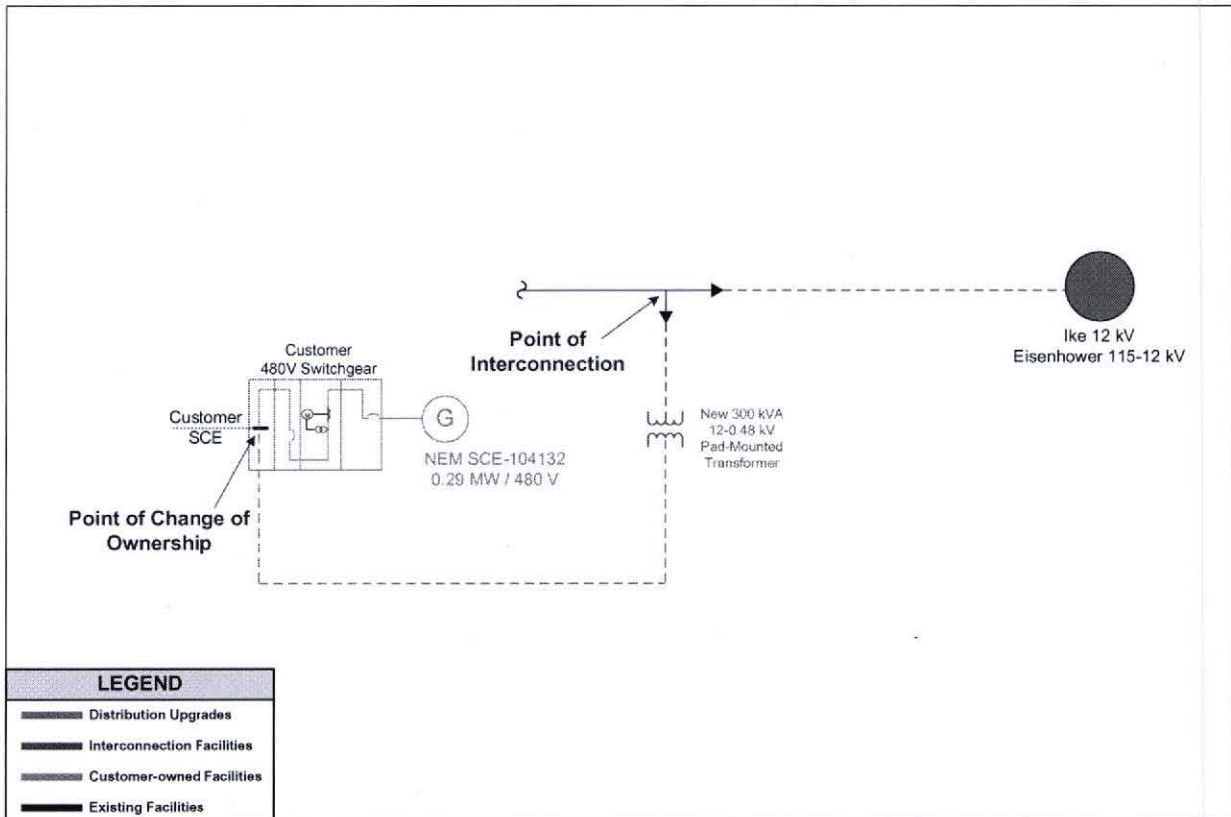 Ike 12 kV
Eisenhower 115-12 kV
Point of
Interconnection
Customer
480V Switchgear
Customer
SCE
G
NEM SCE-104132
0.29 MW / 480 V
New 300 kVA
12-0.48 kV
Pad-Mounted
Transformer
Point of Change of
Ownership
LEGEND
Distribution Upgrades
Interconnection Facilities
Customer-owned Facilities
Existing Facilities